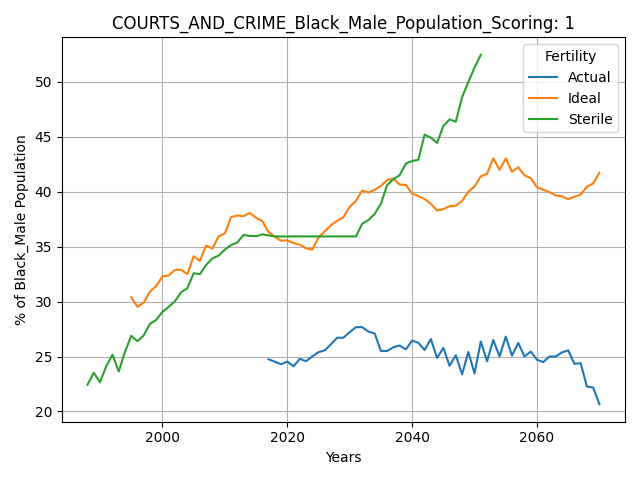 COURTS_AND_CRIME_Black_Male_Population_Scoring: 1
% of Black_Male Population
50
45
40
35
30
25
20
Fertility
Actual
Ideal
Sterile
2000
2020
2040
2060
Years